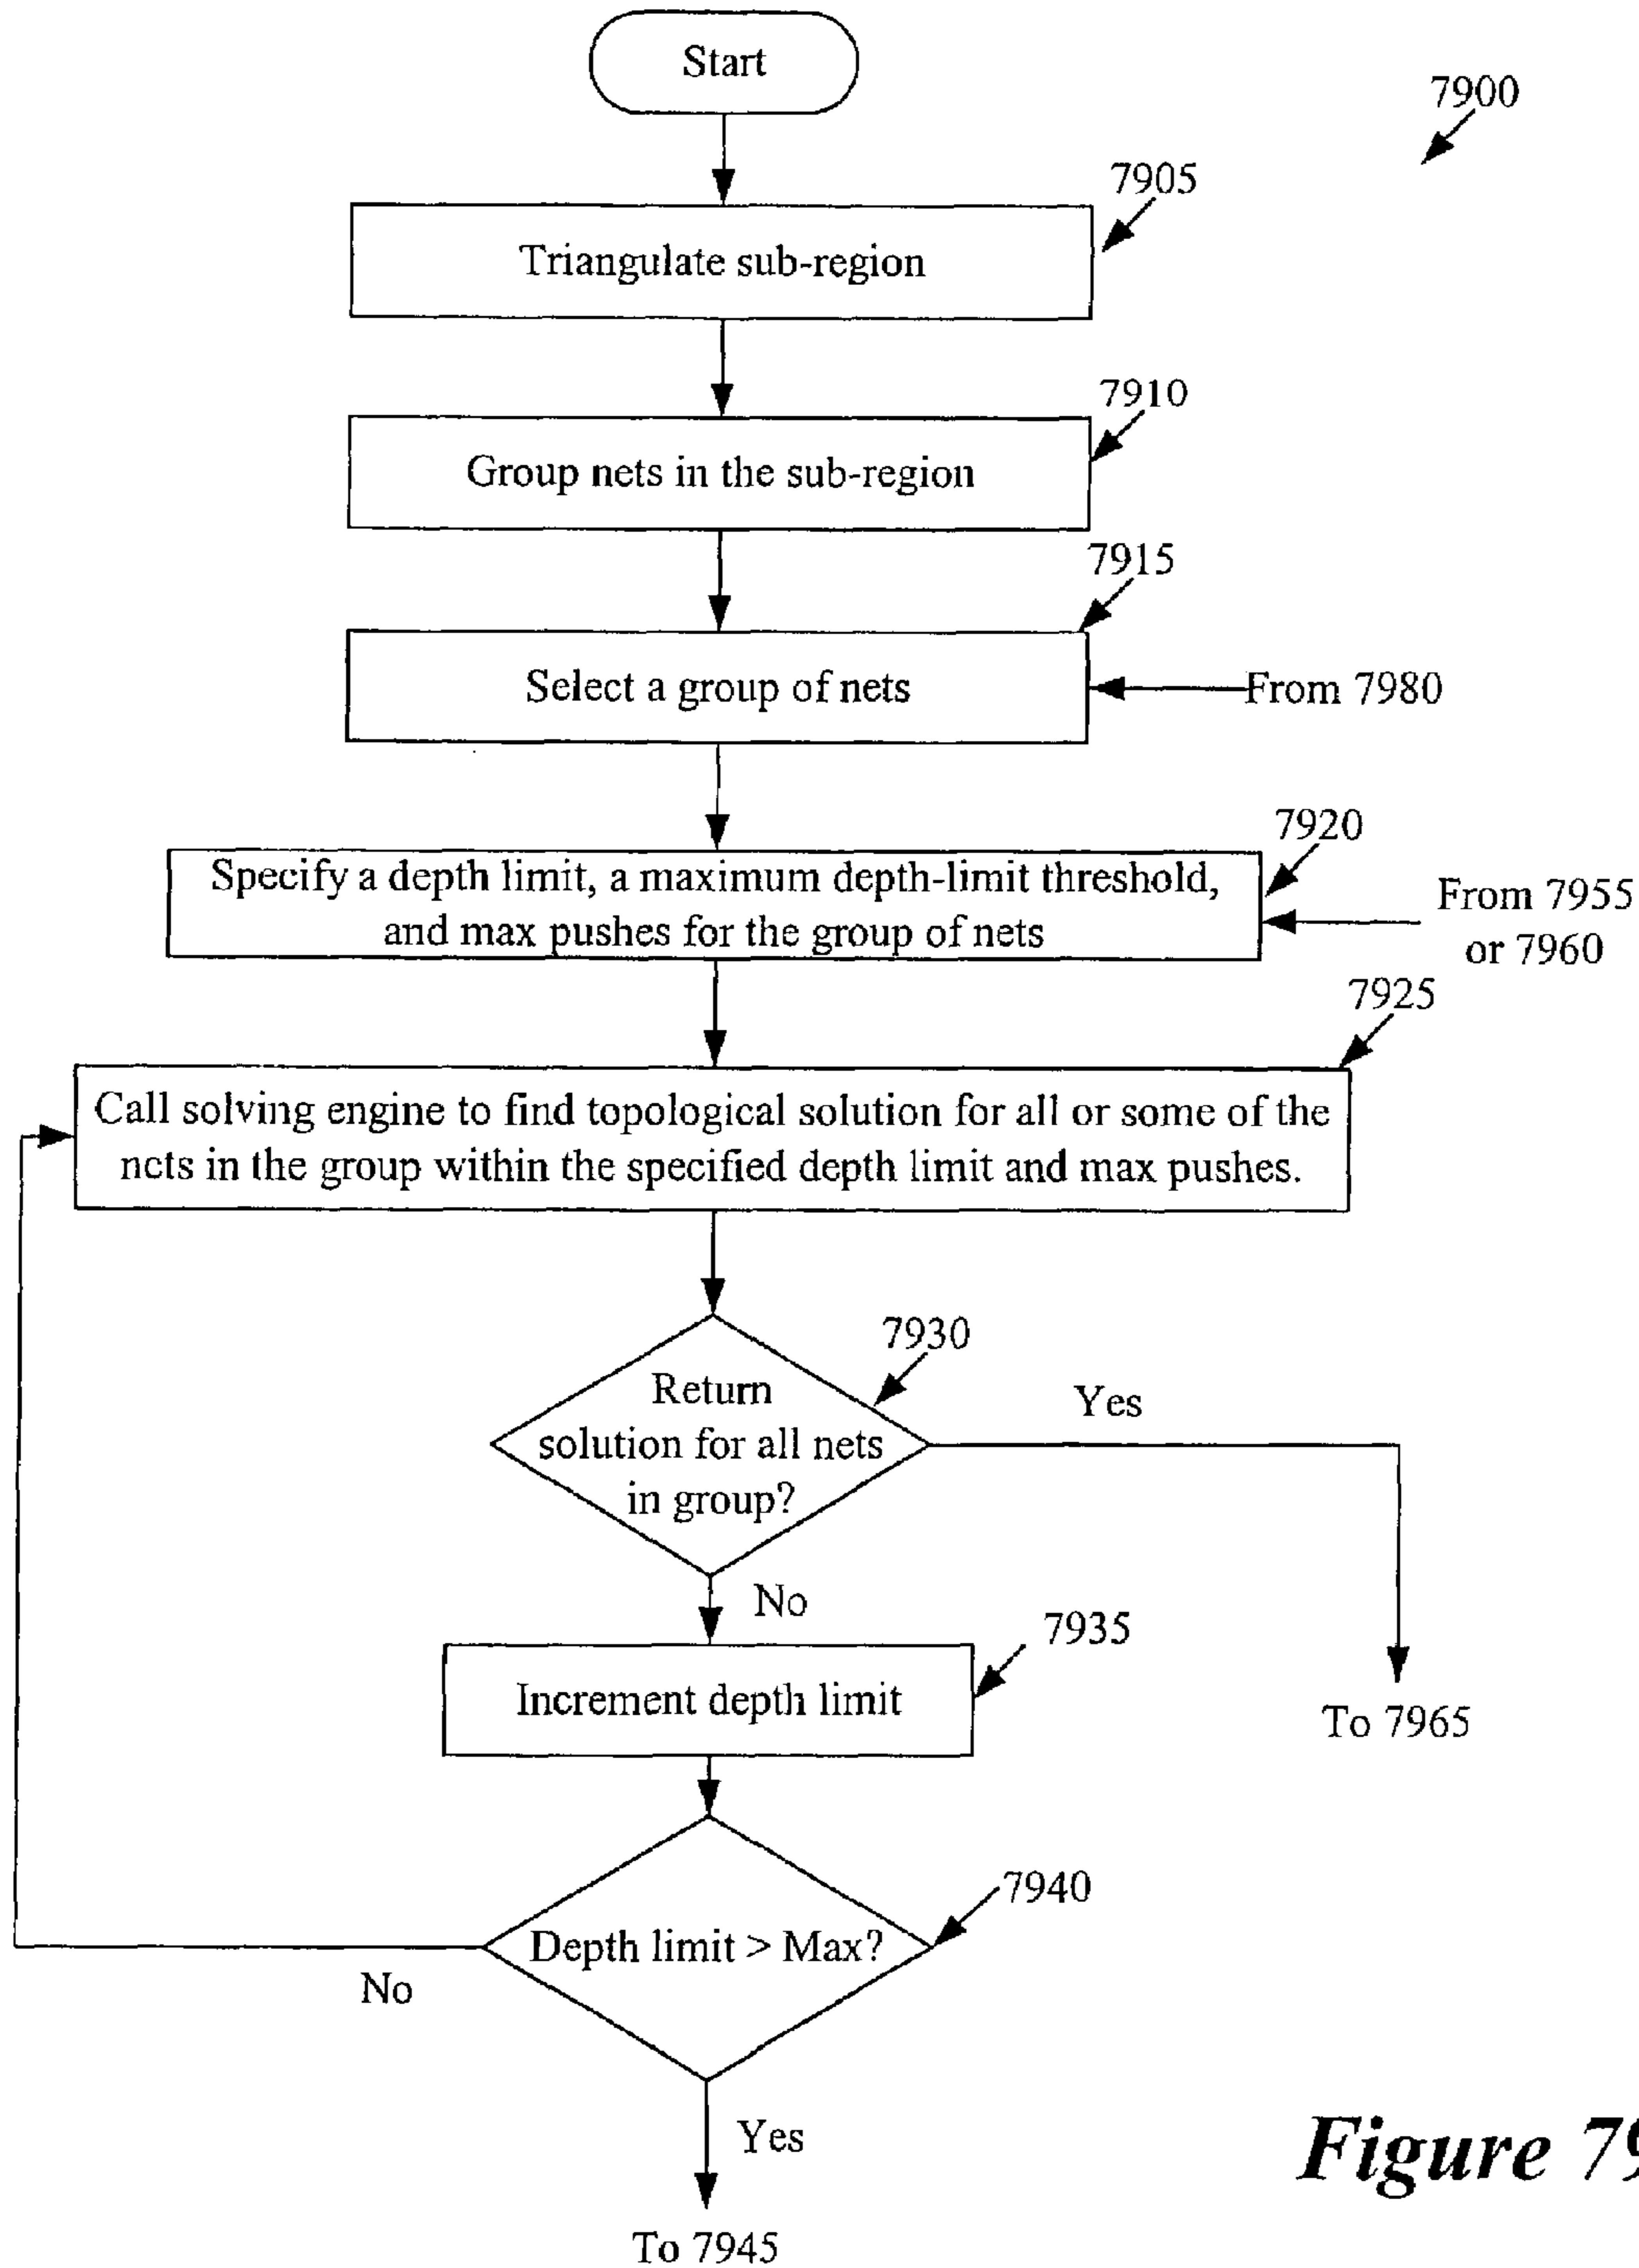 Start
7900
7905
Triangulate sub-region
7910
Group nets in the sub-region
7915
Select a group of nets
From 7980
7920
Specify a depth limit, a maximum depth-limit threshold,
and max pushes for the group of nets
From 7955
or 7960
7925
Call solving engine to find topological solution for all or some of the
nets in the group within the specified depth limit and max pushes.
7930
Return
solution for all nets
in group?
Yes
No
7935
Increment depth limit
To 7965
7940
Depth limit > Max?
No
Yes
To 7945
Figure 79